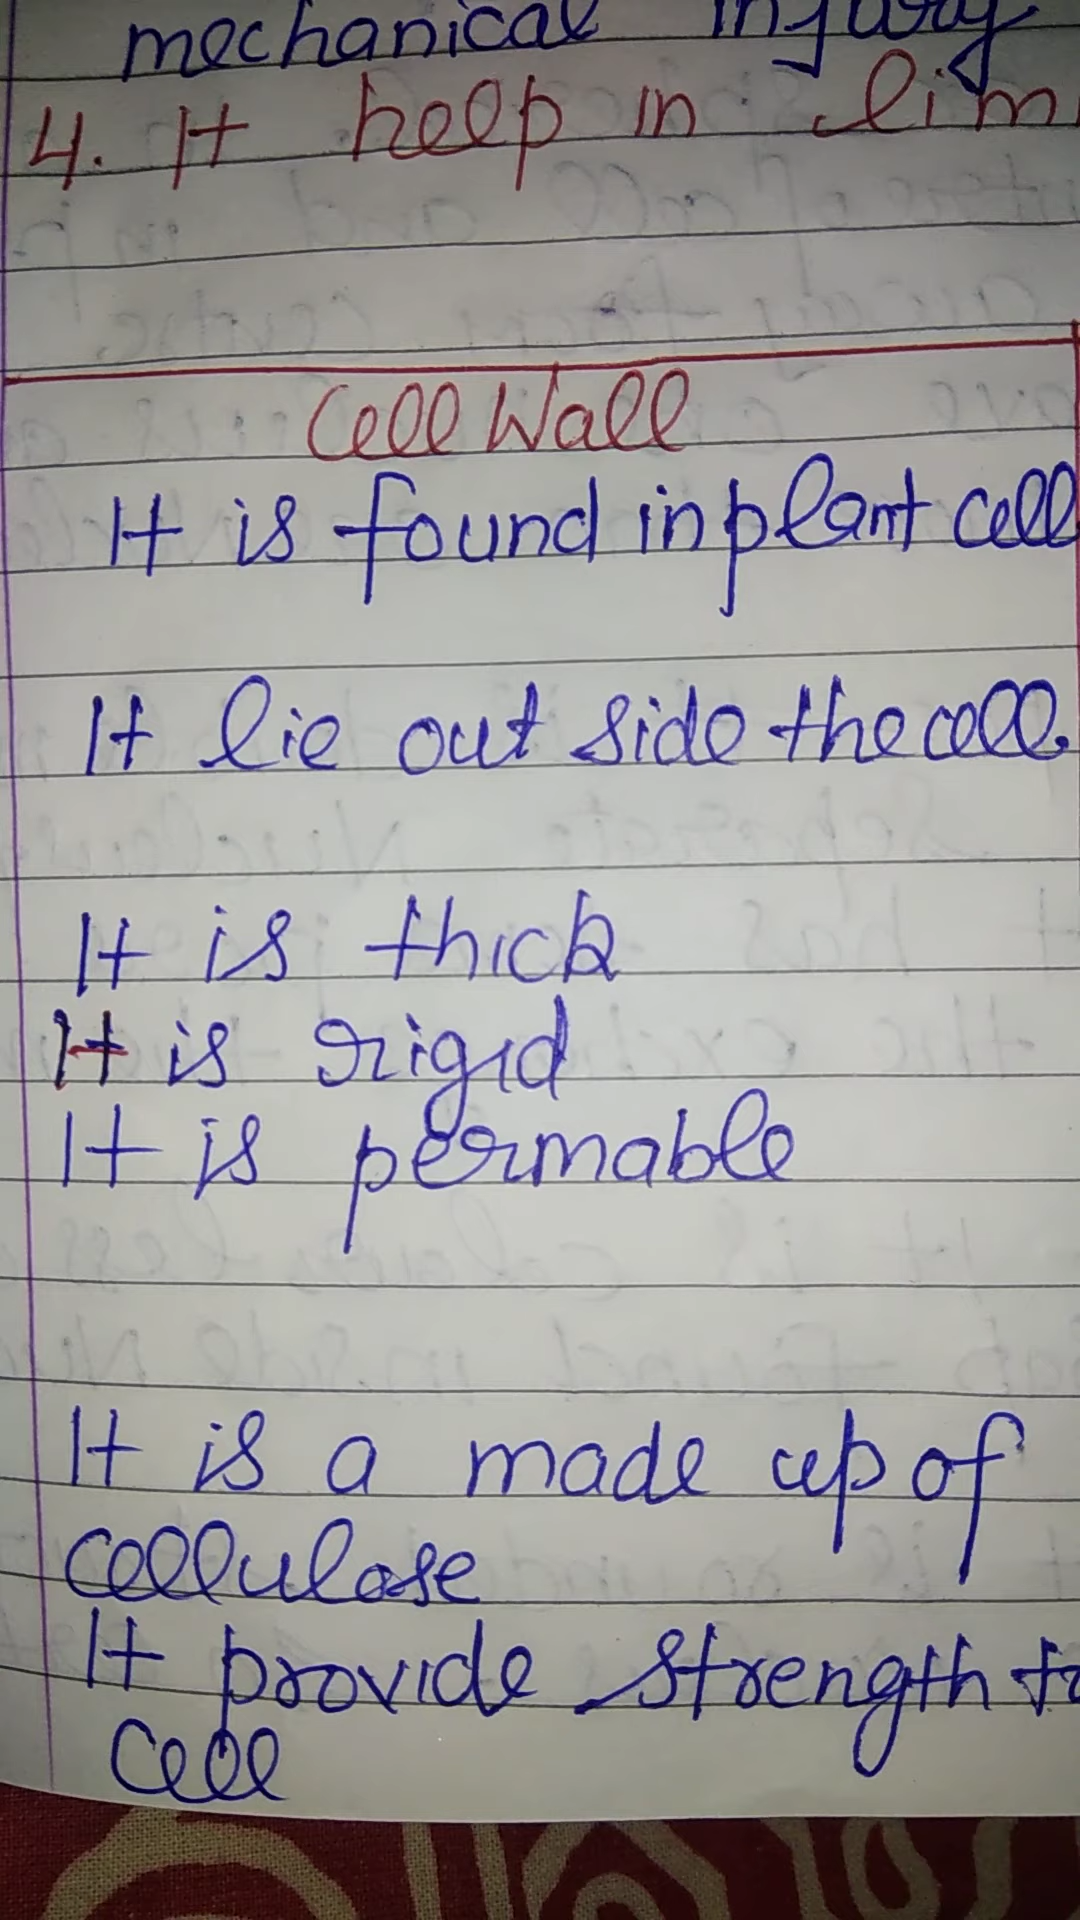 mechanical injury
4. It help in lim
Cell Wall
It is found in plant cell
It lie out side the cell.
It is thick
It is rigid
It is permable
It is a made up of
cellulose
It provide strength to
cell